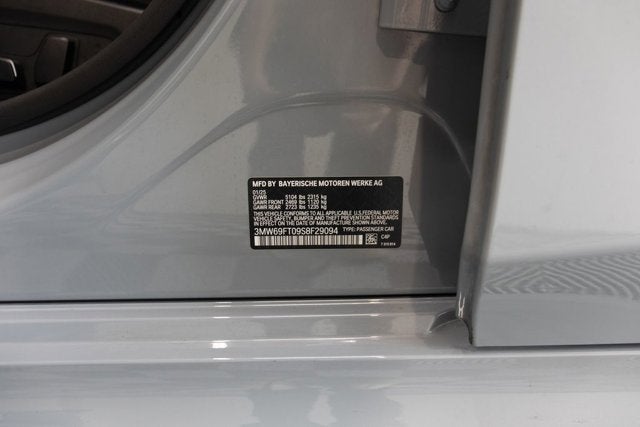 MFD BY BAYERISCHE MOTOREN WERKE AG
01/25
GVWR 5104 lbs 2315 kg
GAWR FRONT 2469 lbs 1120 kg
GAWR REAR 2723 lbs 1235 kg
THIS VEHICLE CONFORMS TO ALL APPLICABLE U.S. FEDERAL MOTOR
VEHICLE SAFETY, BUMPER AND THEFT PREVENTION STANDARDS
IN EFFECT ON THE DATE OF MANUFACTURE SHOWN ABOVE.
3MW69FT09S8F29094 TYPE: PASSENGER CAR
C4P